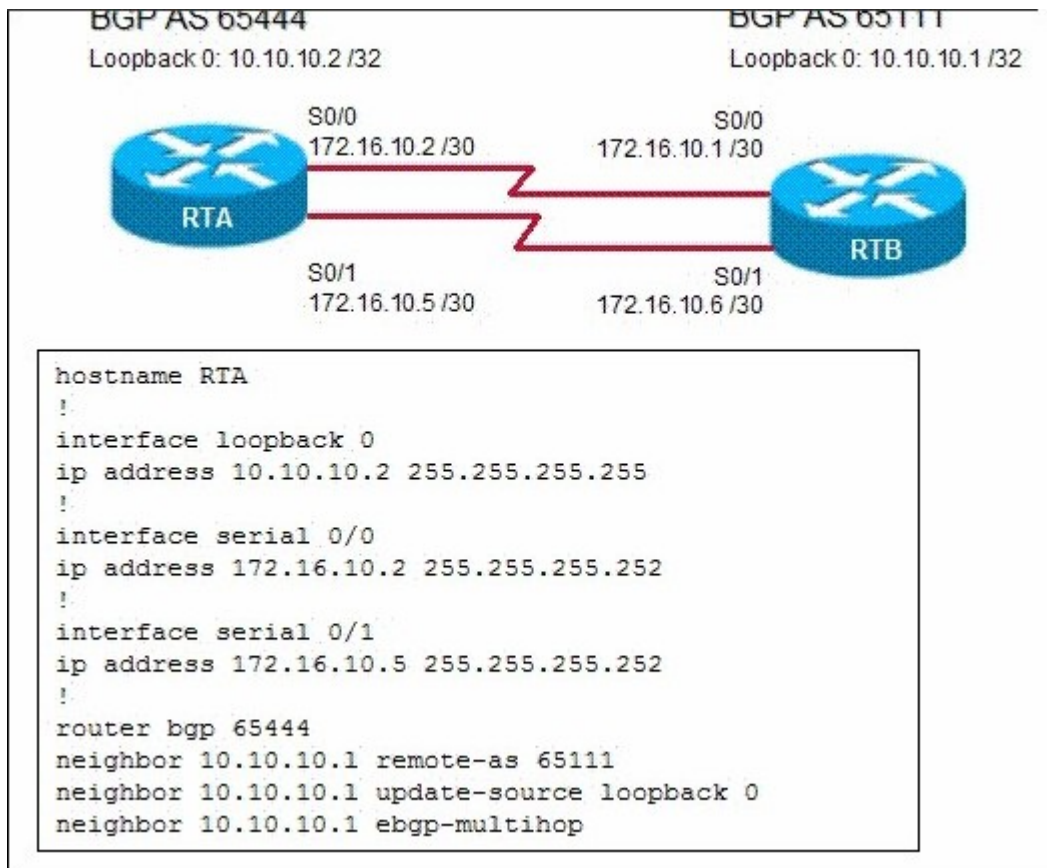 BGP AS 65444
BGP AS 65111
Loopback 0: 10.10.10.2 /32
Loopback 0: 10.10.10.1 /32
S0/0
172.16.10.2 /30
S0/0
172.16.10.1 /30
RTA
RTB
S0/1
172.16.10.5 /30
S0/1
172.16.10.6 /30
hostname RTA
!
interface loopback 0
ip address 10.10.10.2 255.255.255.255
!
interface serial 0/0
ip address 172.16.10.2 255.255.255.252
!
interface serial 0/1
ip address 172.16.10.5 255.255.255.252
!
router bgp 65444
neighbor 10.10.10.1 remote-as 65111
neighbor 10.10.10.1 update-source loopback 0
neighbor 10.10.10.1 ebgp-multihop